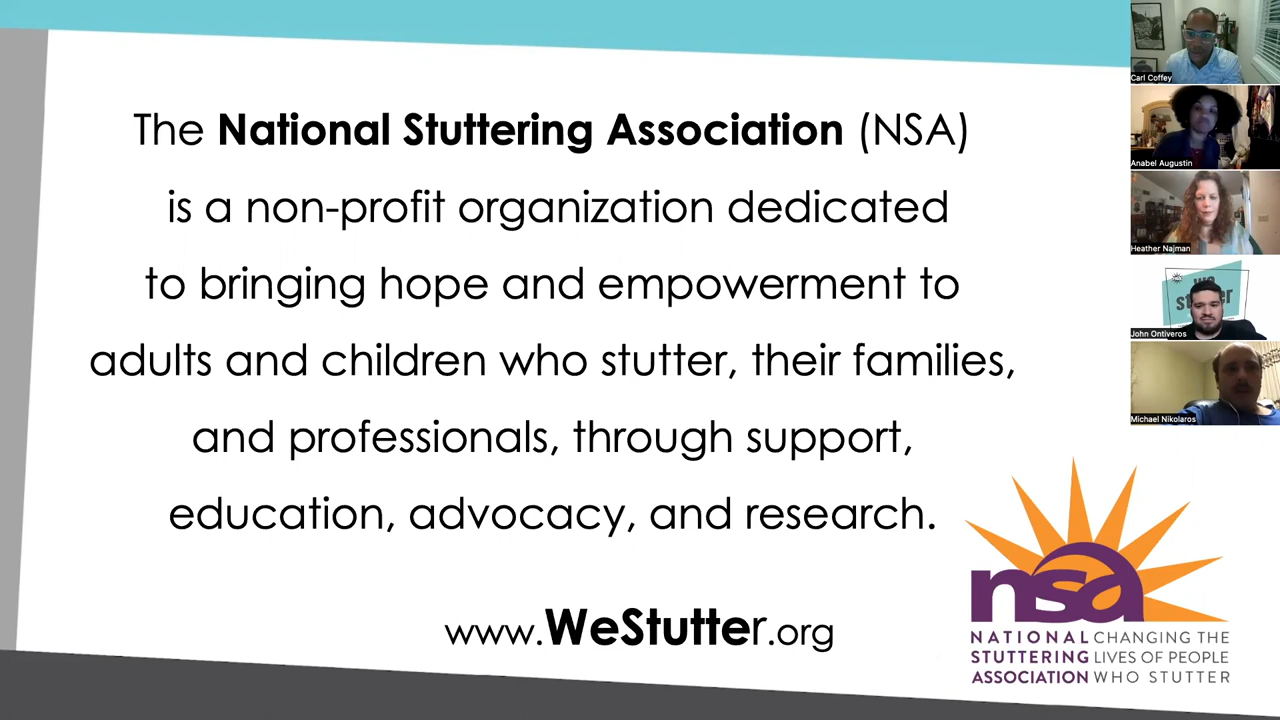 The National Stuttering Association (NSA)
is a non-profit organization dedicated
to bringing hope and empowerment to
adults and children who stutter, their families,
and professionals, through support,
education, advocacy, and research.
www.WeStutter.org
Carl Coffey
Anabel Augustin
Heather Najman
we
John Ontiveros
Michael Nikolaros
nsa
NATIONAL CHANGING THE
STUTTERING LIVES OF PEOPLE
ASSOCIATION WHO STUTTER